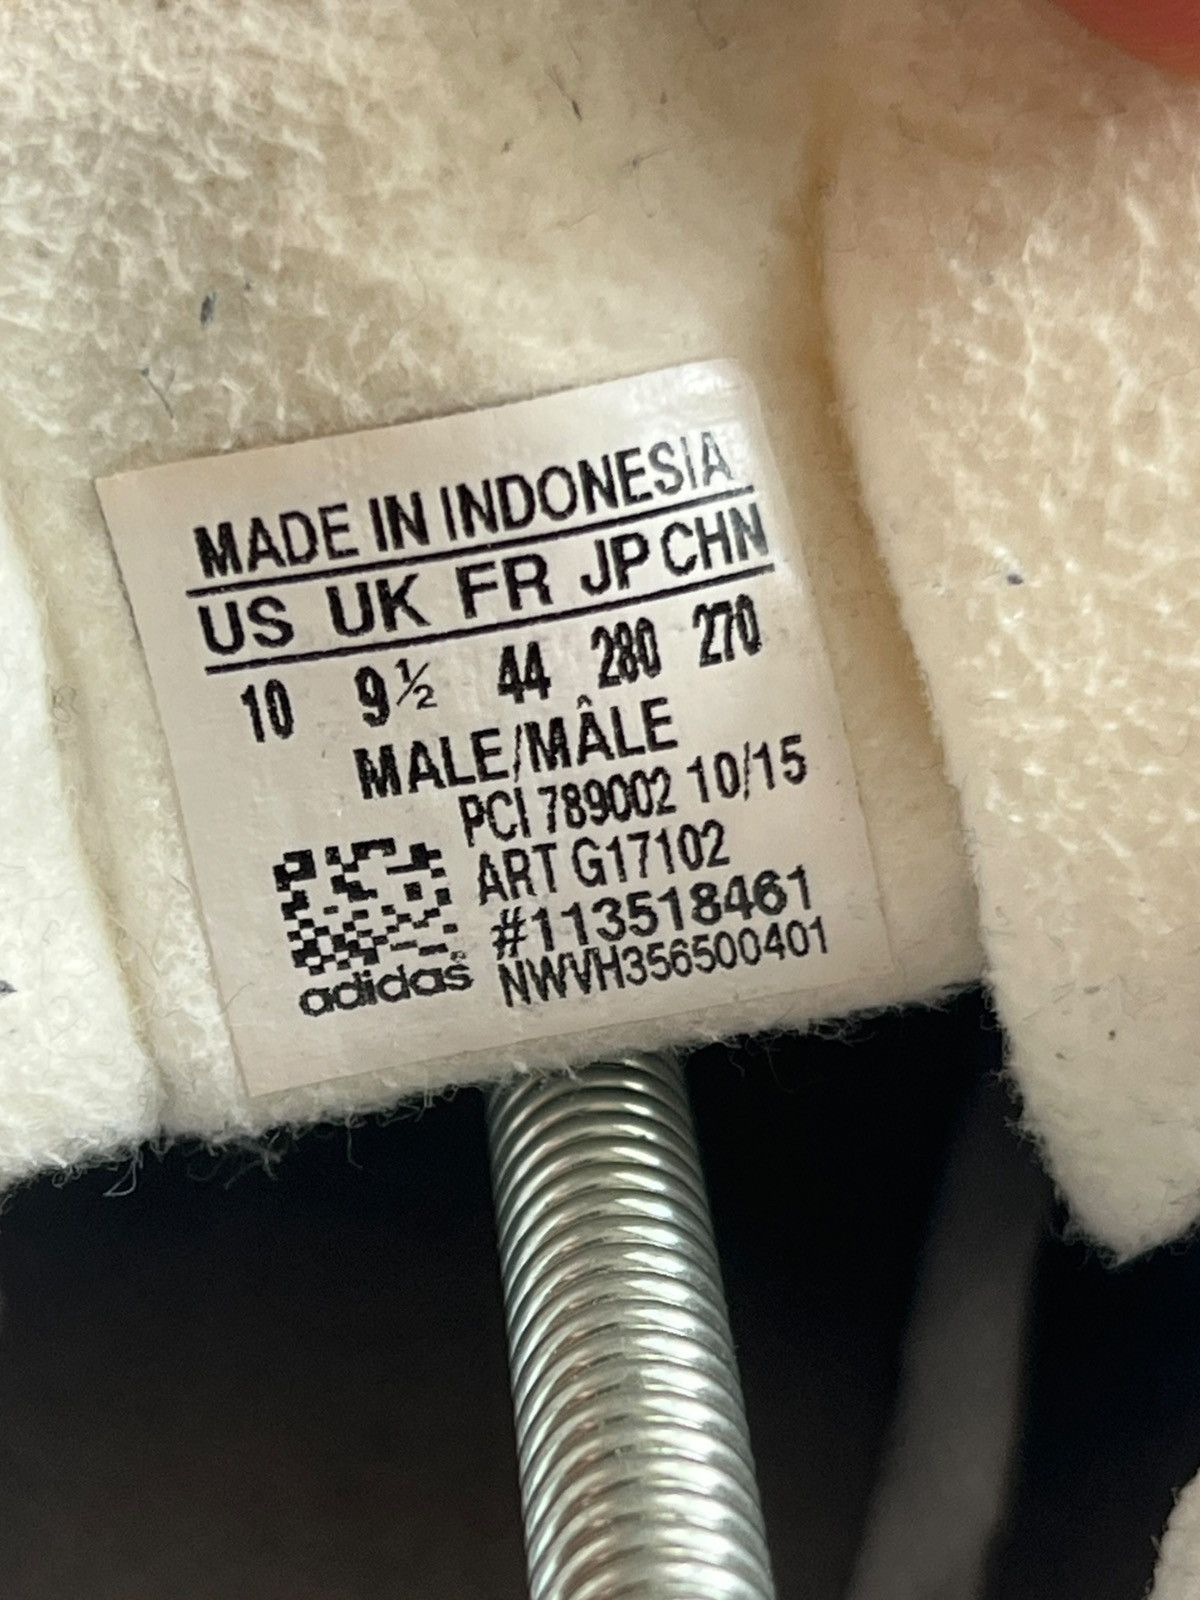 MADE IN INDONESIA
US UK FR JP CHN
10 9½ 44 280 270
MALE/MÂLE
PCI 789002 10/15
ART G17102
#113518461
adidas® NWVH356500401